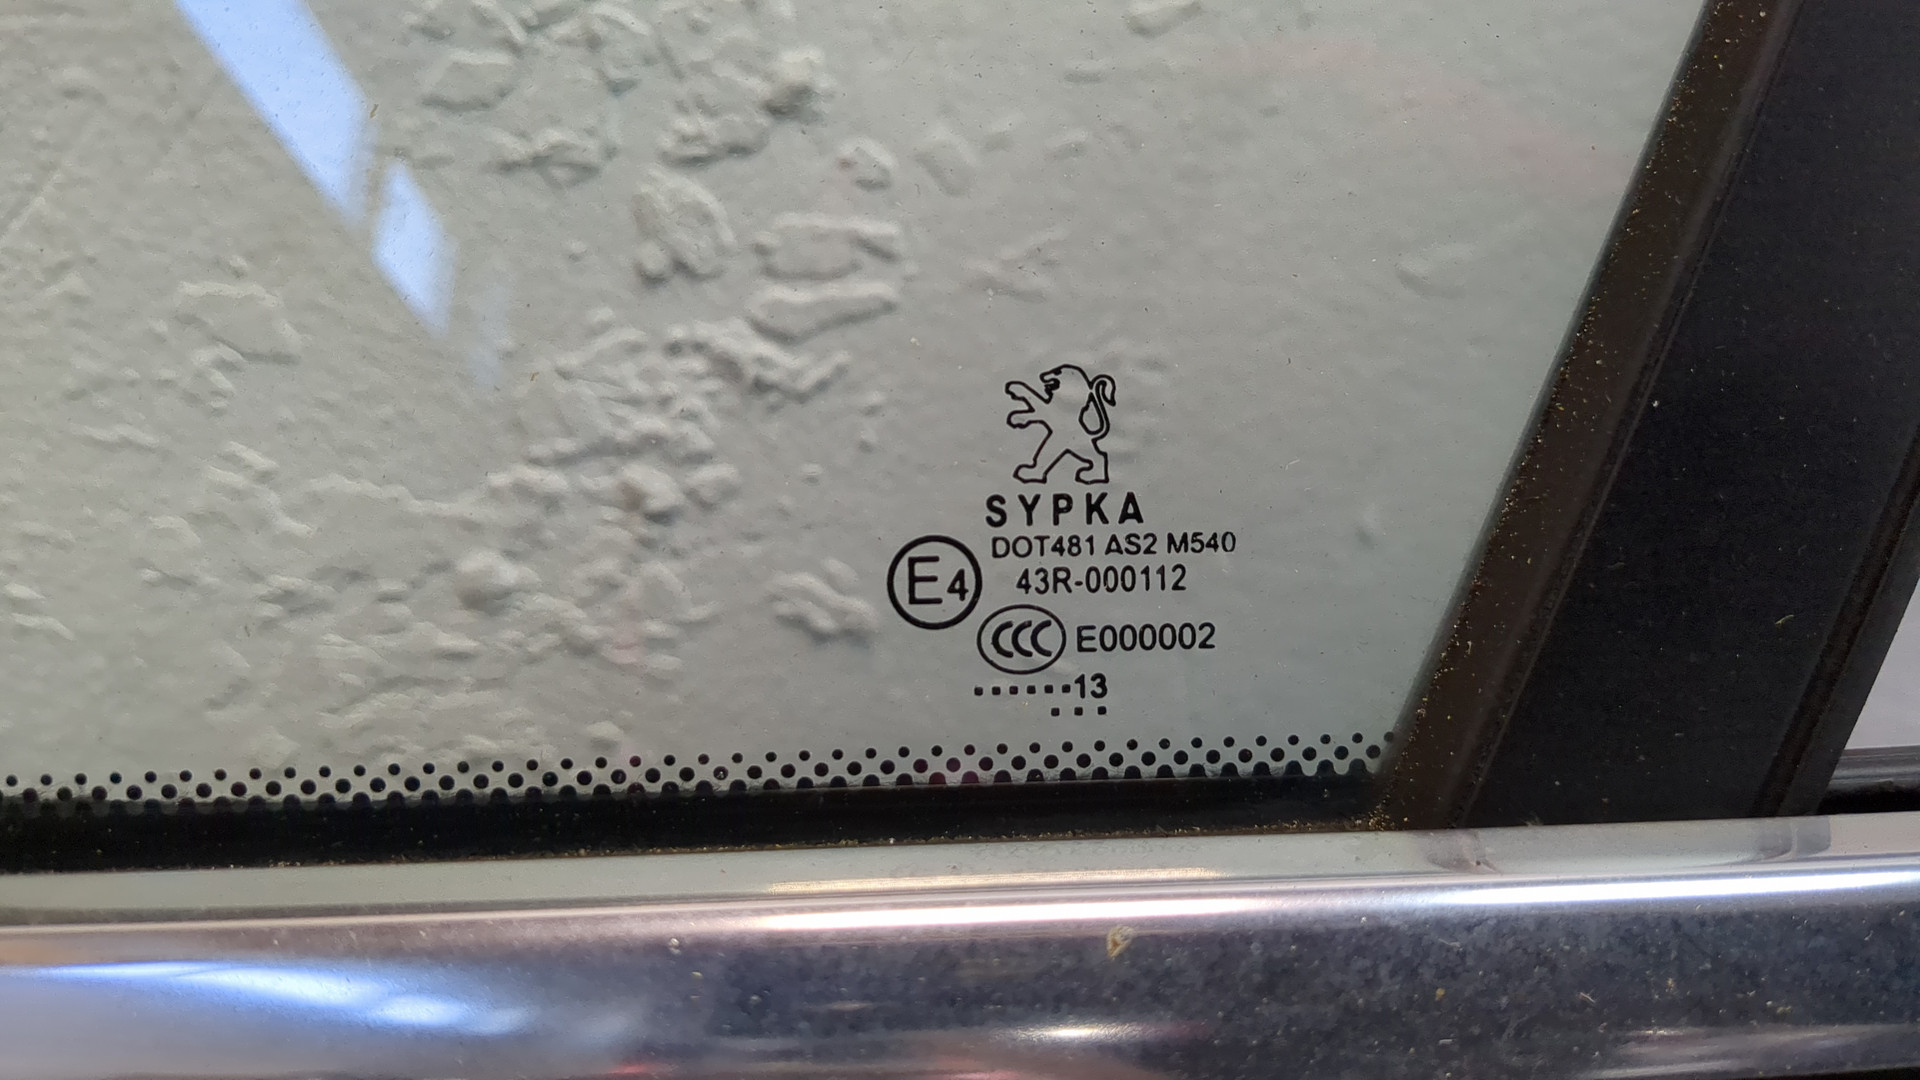 SYPKA
DOT481 AS2 M540
E4 43R-000112
CCC E000002
......13
...